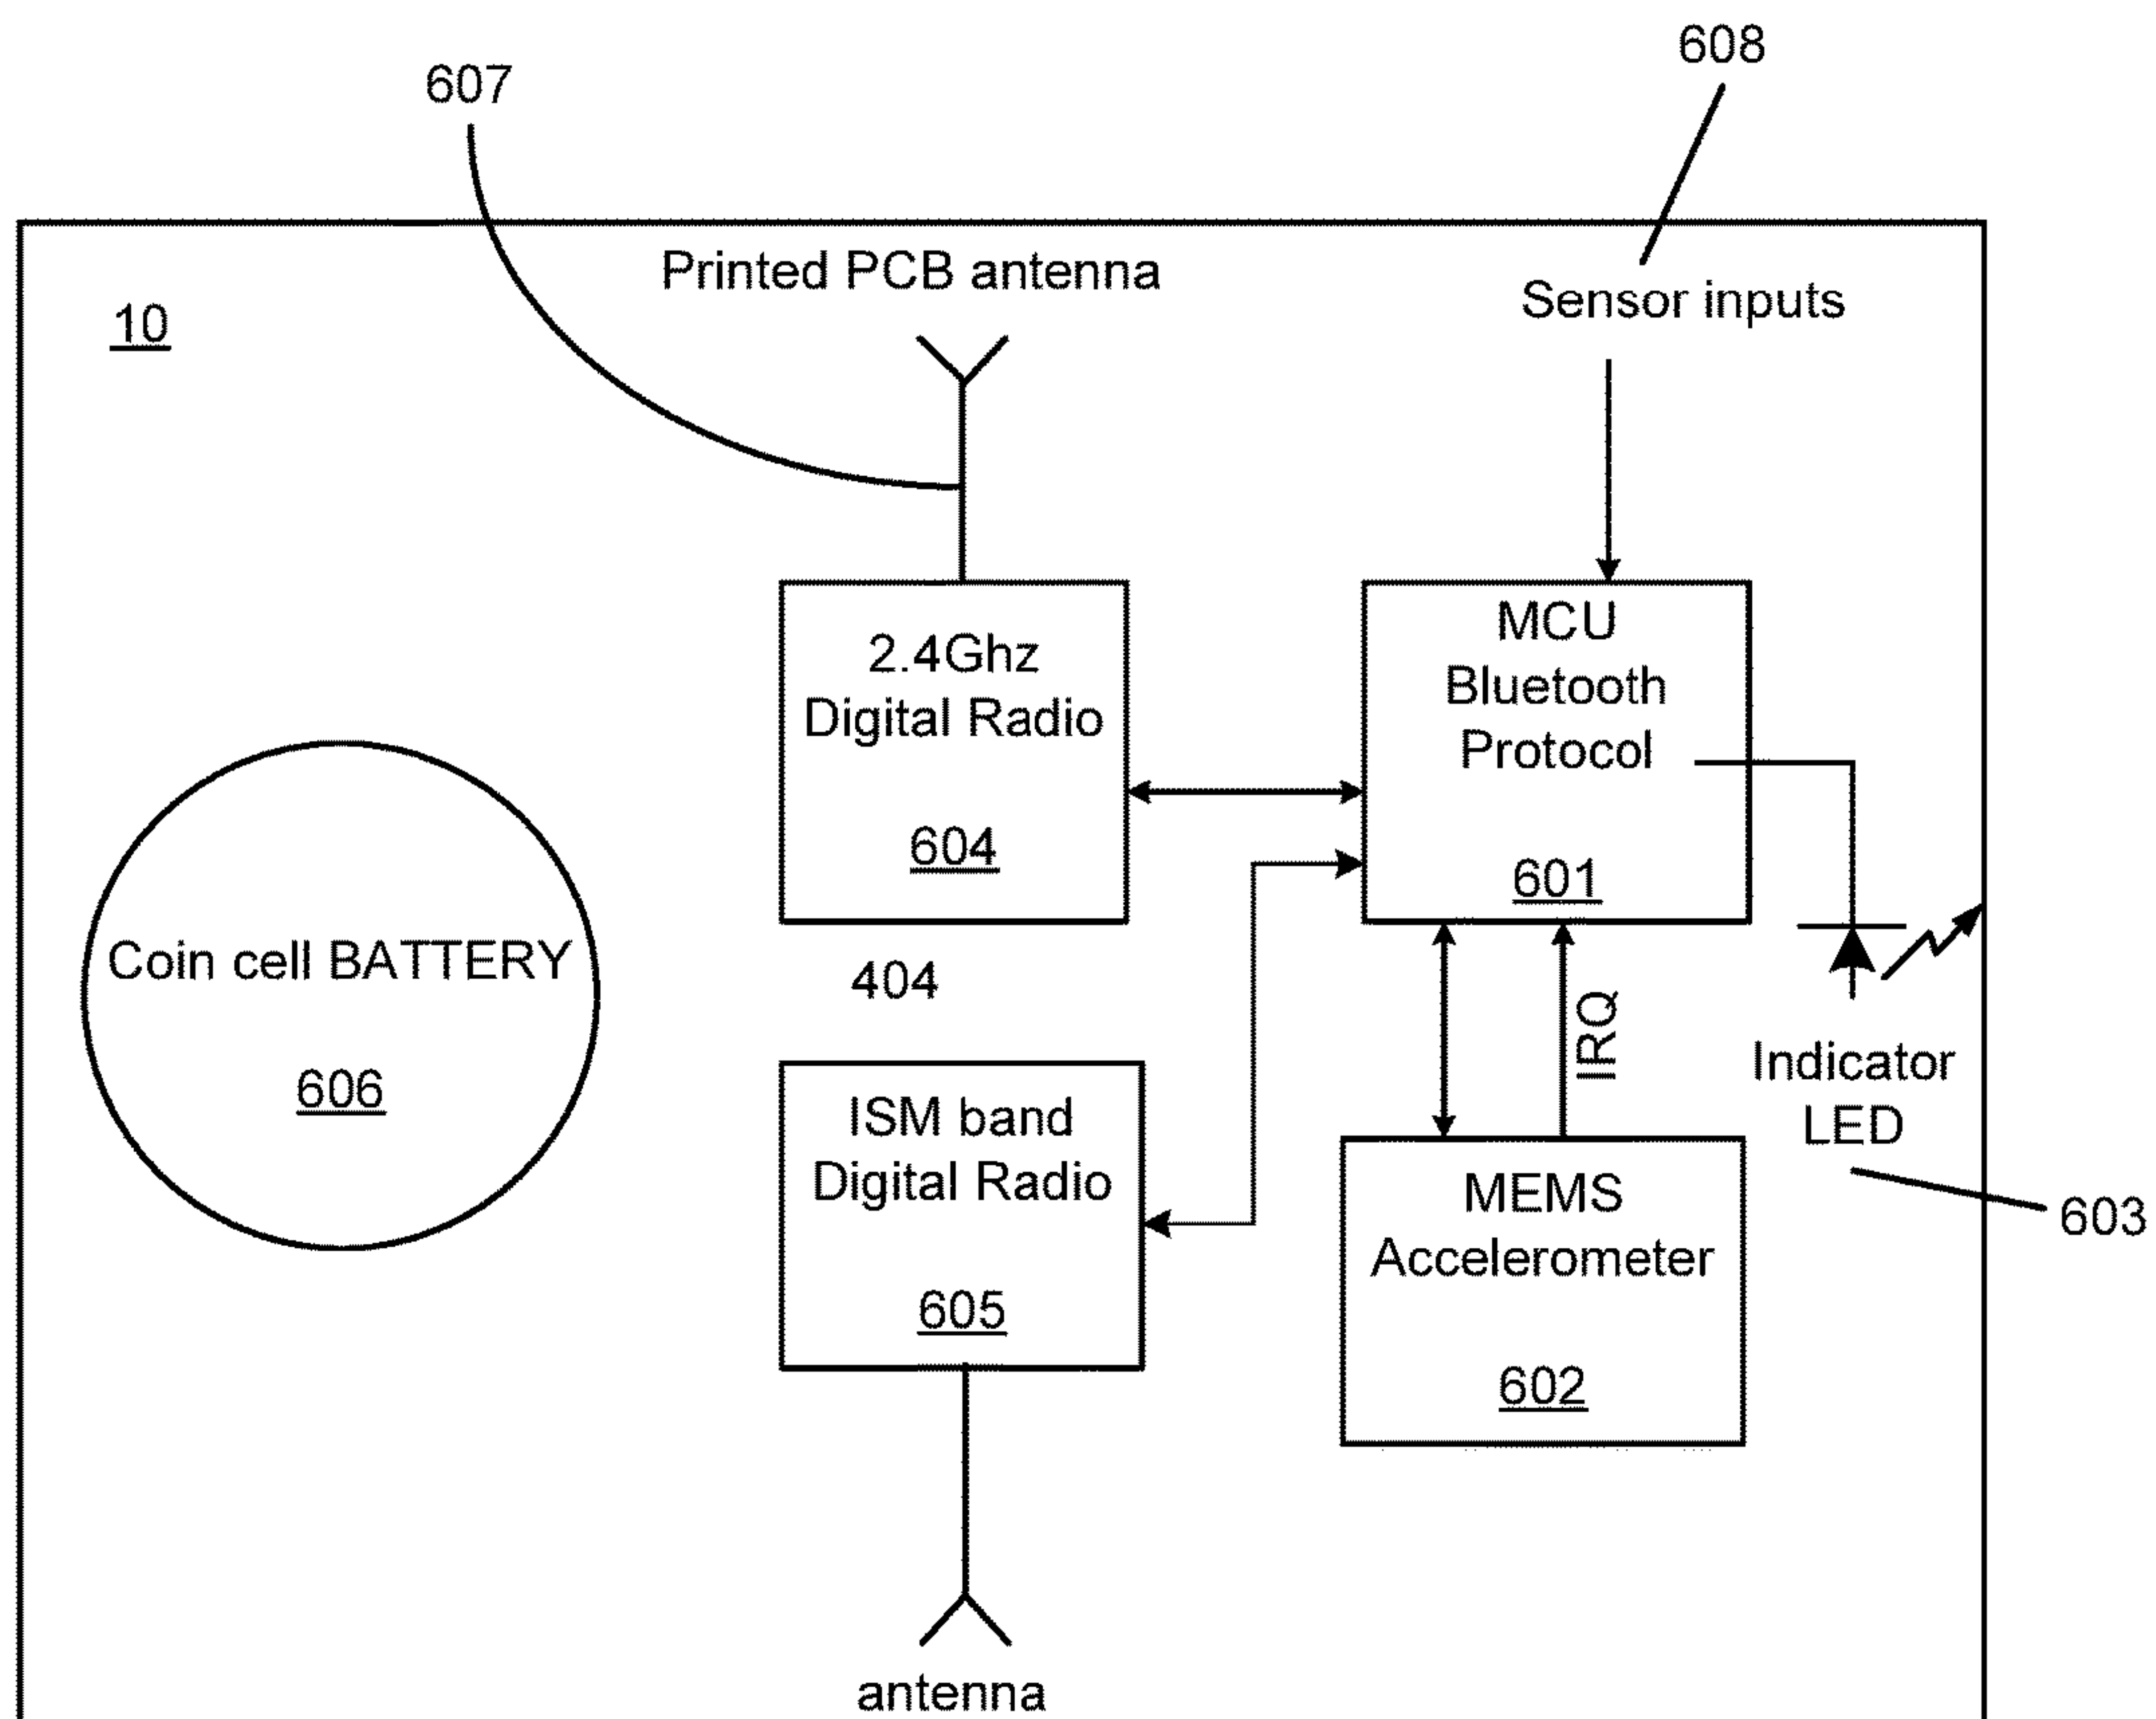 608
607
Printed PCB antenna
10
Sensor inputs
2.4Ghz
Digital Radio
604
MCU
Bluetooth
Protocol
601
Coin cell BATTERY
606
404
IRQ
Indicator
LED
603
ISM band
Digital Radio
605
MEMS
Accelerometer
602
antenna